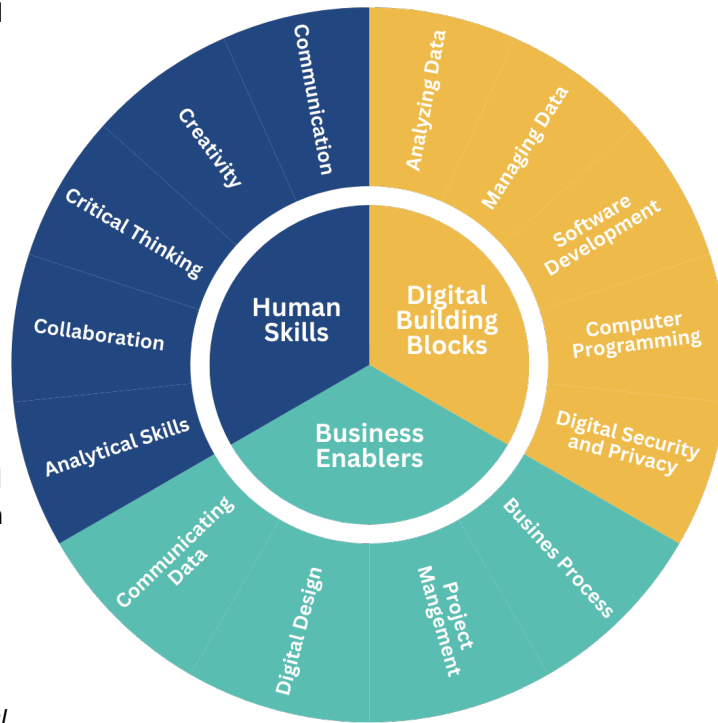 Communication
Creativity
Critical Thinking
Collaboration
Analytical Skills
Human
Skills
Analyzing Data
Managing Data
Software
Development
Computer
Programming
Digital Security
and Privacy
Digital
Building
Blocks
Business
Enablers
Busines Process
Project
Mangement
Digital Design
Communicating
Data